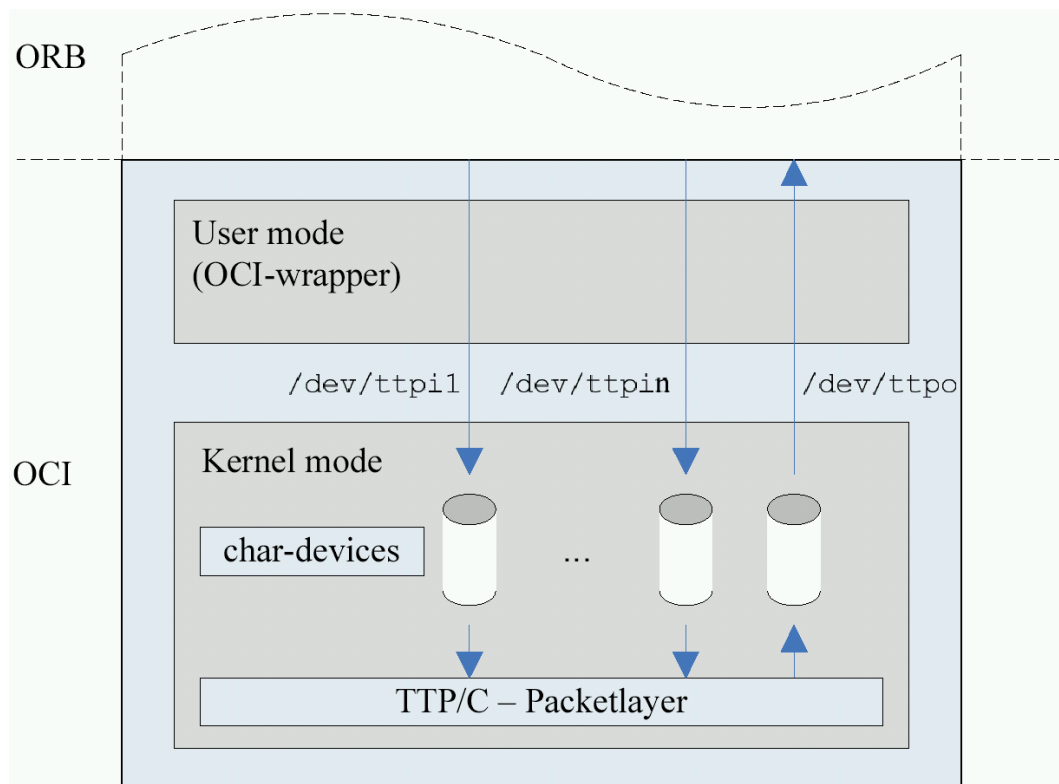 ORB
User mode
(OCI-wrapper)
/dev/ttpi1 /dev/ttpin /dev/ttpo
OCI
Kernel mode
char-devices
...
TTP/C – Packetlayer